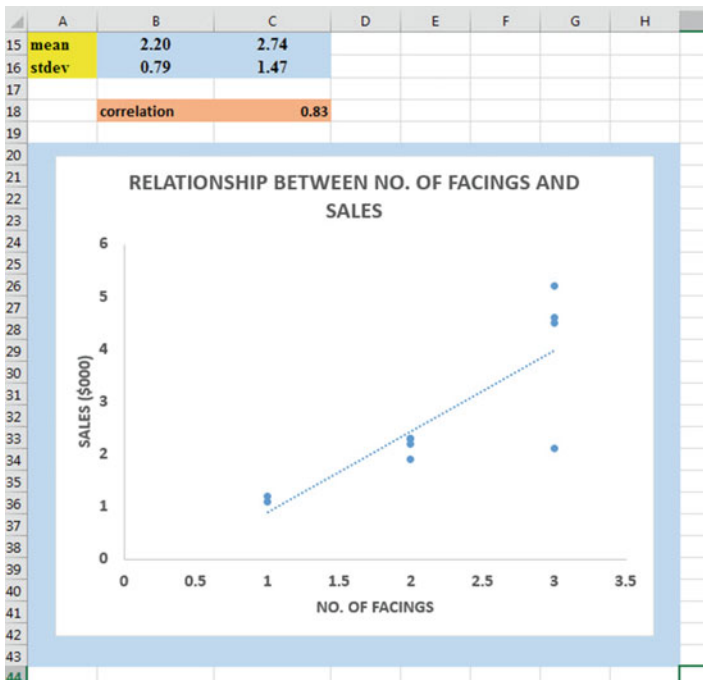 A B C D E F G H
15 mean 2.20 2.74
16 stdev 0.79 1.47
17
18 correlation 0.83
19
20
21 RELATIONSHIP BETWEEN NO. OF FACINGS AND
22 SALES
23
24 6
25
26 5
27
28 4
29
30 SALES ($000)
31 3
32
33 2
34
35
36 1
37
38 0
39
40 0 0.5 1 1.5 2 2.5 3 3.5
41 NO. OF FACINGS
42
43
44